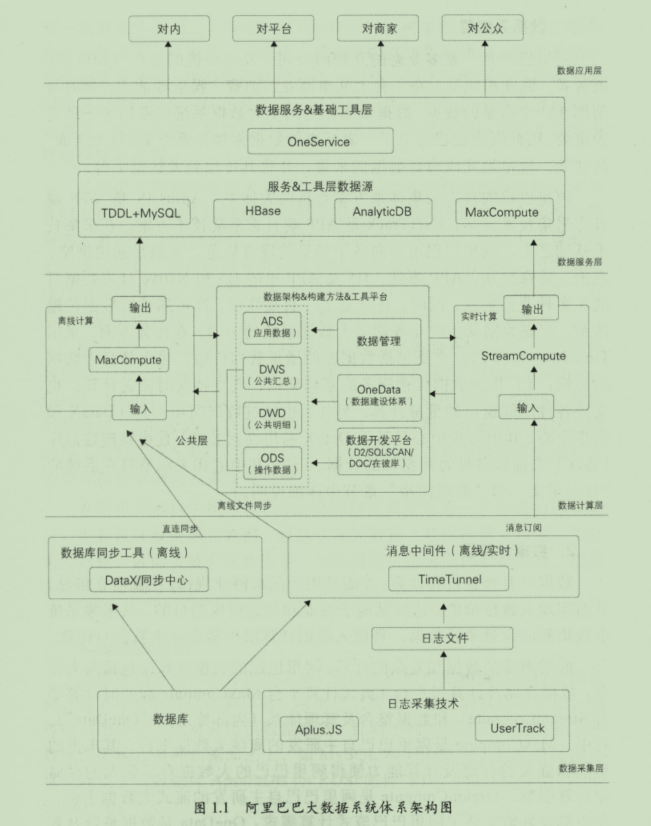 对内
对平台
对商家
对公众
数据应用层
数据服务&基础工具层
OneService
服务&工具层数据源
TDDL+MySQL
HBase
AnalyticDB
MaxCompute
数据服务层
离线计算
输出
MaxCompute
输入
数据架构&构建方法&工具平台
ADS
(应用数据)
DWS
(公共汇总)
DWD
(公共明细)
ODS
(操作数据)
公共层
数据管理
OneData
(数据建设体系)
数据开发平台
(D2/SQLSCAN/
DQC/在彼岸)
实时计算
输出
StreamCompute
输入
数据计算层
离线文件同步
直连同步
消息订阅
数据库同步工具(离线)
DataX/同步中心
消息中间件(离线/实时)
TimeTunnel
日志文件
数据库
日志采集技术
Aplus.JS
UserTrack
数据采集层
图 1.1 阿里巴巴大数据系统体系架构图